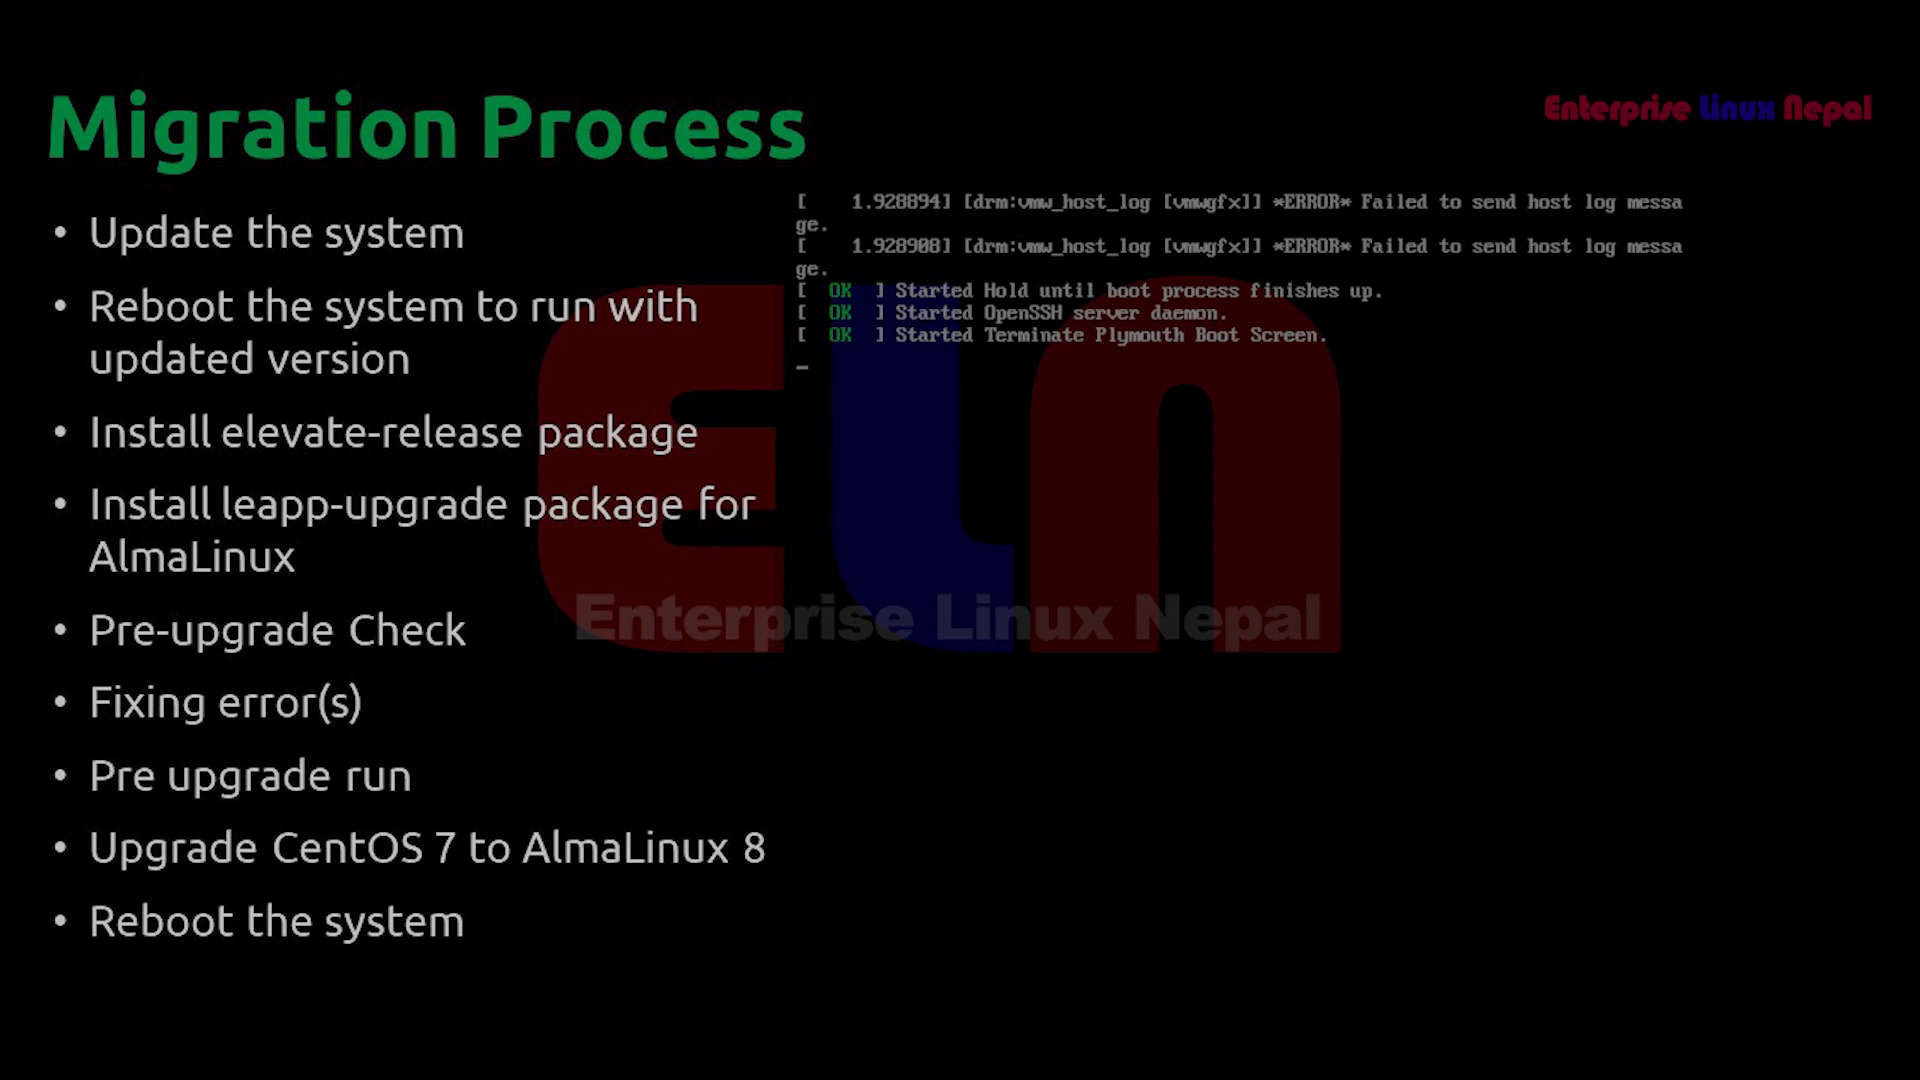 Migration Process
Enterprise Linux Nepal
• Update the system
• Reboot the system to run with
updated version
• Install elevate-release package
• Install leapp-upgrade package for
AlmaLinux
• Pre-upgrade Check
• Fixing error(s)
• Pre upgrade run
• Upgrade CentOS 7 to AlmaLinux 8
• Reboot the system
[    1.928894] [drm:vmw_host_log [vmwgfx]] *ERROR* Failed to send host log messa
ge.
[    1.928908] [drm:vmw_host_log [vmwgfx]] *ERROR* Failed to send host log messa
ge.
[  OK  ] Started Hold until boot process finishes up.
[  OK  ] Started OpenSSH server daemon.
[  OK  ] Started Terminate Plymouth Boot Screen.
_
ELN
Enterprise Linux Nepal